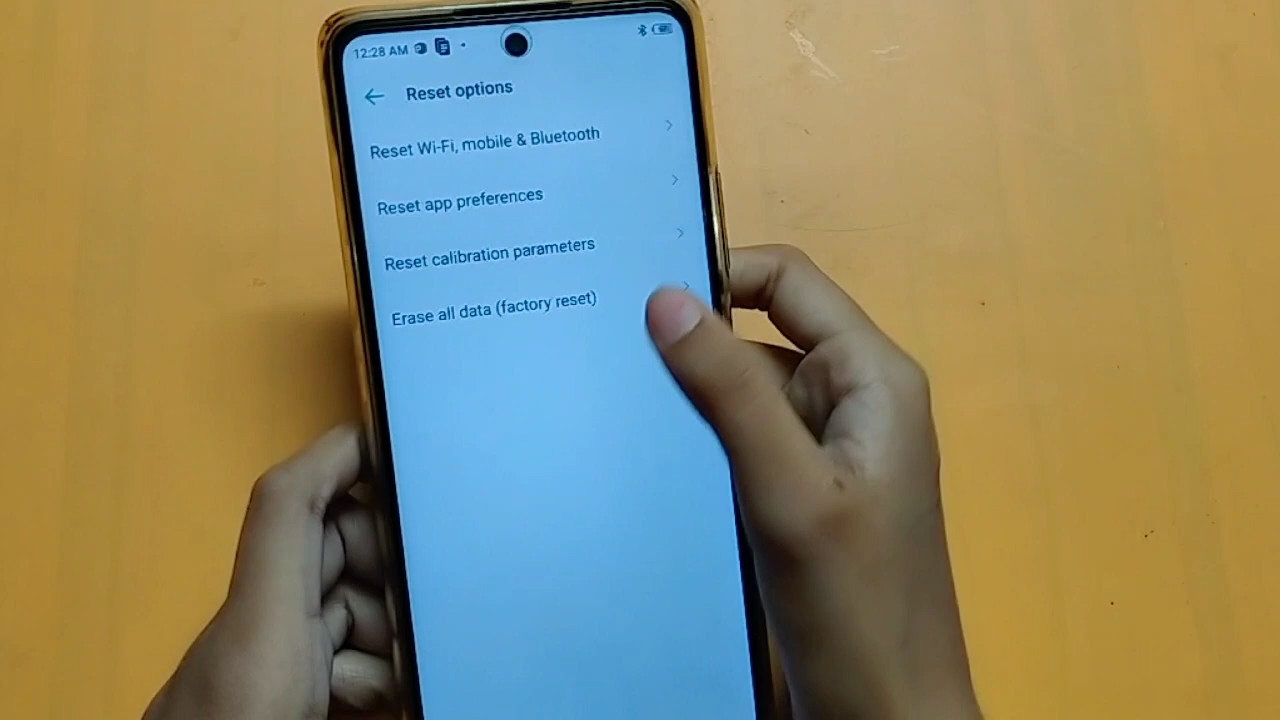 12:28 AM
Reset options
Reset Wi-Fi, mobile & Bluetooth
Reset app preferences
Reset calibration parameters
Erase all data (factory reset)